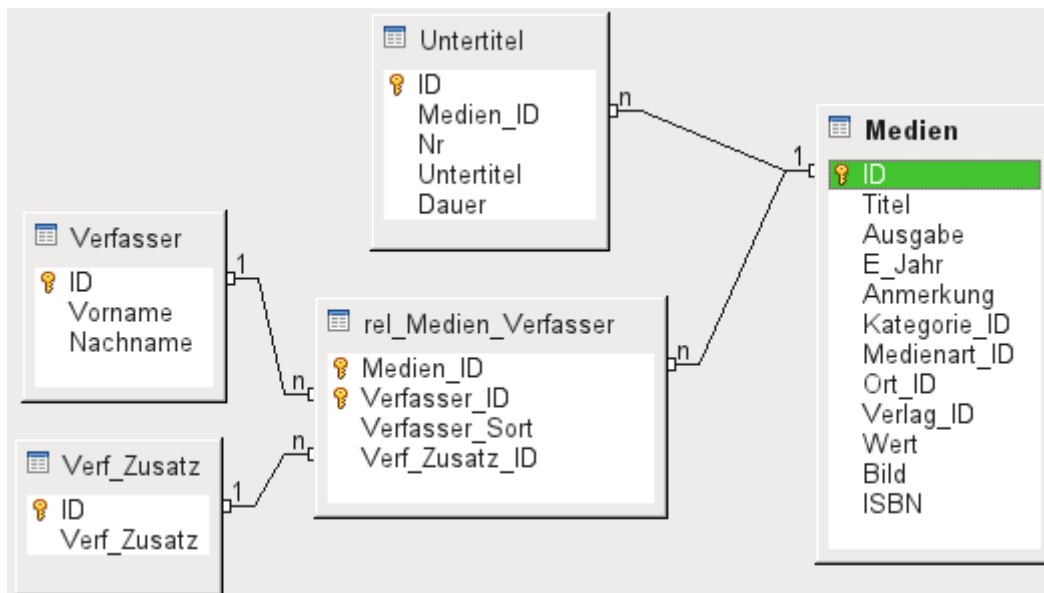 Untertitel
ID
Medien_ID
Nr
Untertitel
Dauer
n
1
Medien
ID
Titel
Ausgabe
E_Jahr
Anmerkung
Kategorie_ID
Medienart_ID
Ort_ID
Verlag_ID
Wert
Bild
ISBN
Verfasser
ID
Vorname
Nachname
1
n
rel_Medien_Verfasser
Medien_ID
Verfasser_ID
Verfasser_Sort
Verf_Zusatz_ID
n
n
Verf_Zusatz
ID
Verf_Zusatz
1